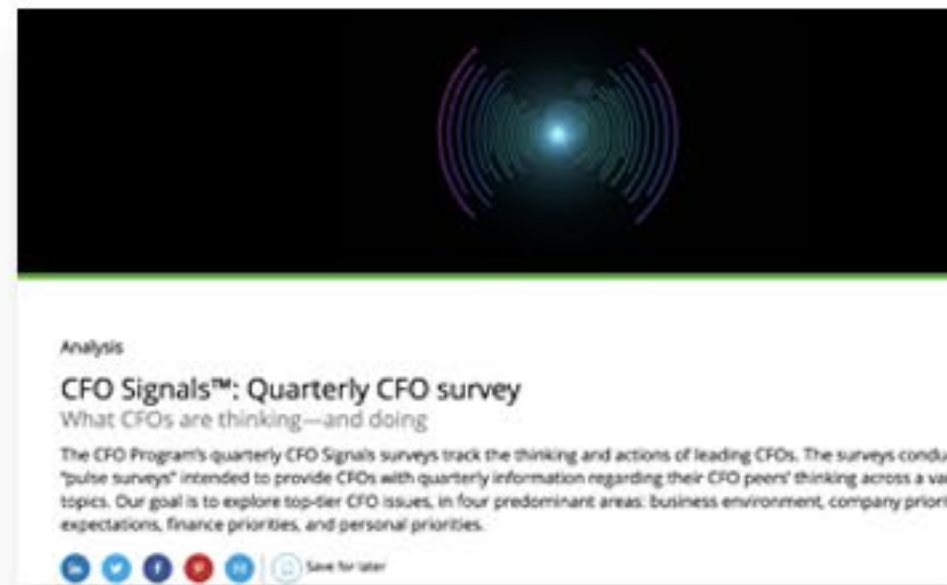 Analysis
CFO Signals™: Quarterly CFO survey
What CFOs are thinking—and doing
The CFO Program's quarterly CFO Signals surveys track the thinking and actions of leading CFOs. The surveys
"pulse surveys" intended to provide CFOs with quarterly information regarding their CFO peers' thinking across a
topics. Our goal is to explore top-tier CFO issues, in four predominant areas: business environment, company
expectations, finance priorities, and personal priorities.
in f Save for later